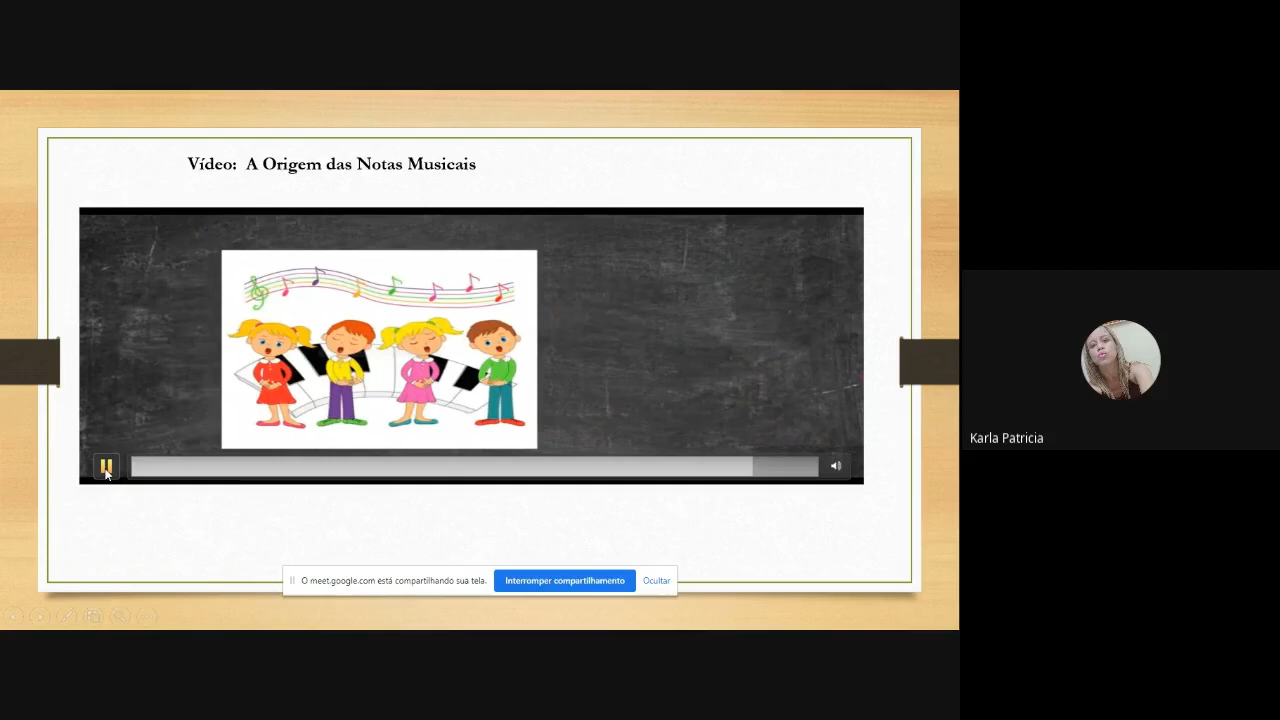 Vídeo:  A Origem das Notas Musicais
O meet.google.com está compartilhando sua tela. Interromper compartilhamento Ocultar
Karla Patricia